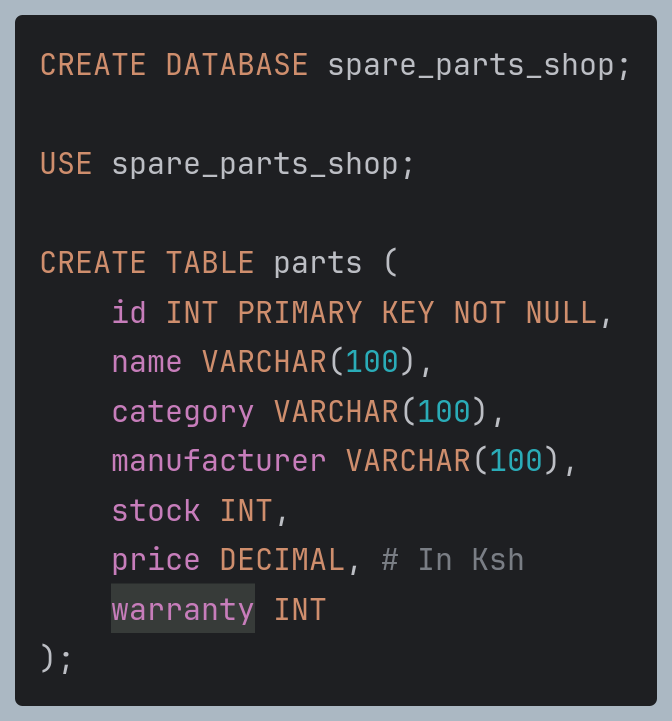 CREATE DATABASE spare_parts_shop;
USE spare_parts_shop;
CREATE TABLE parts (
    id INT PRIMARY KEY NOT NULL,
    name VARCHAR(100),
    category VARCHAR(100),
    manufacturer VARCHAR(100),
    stock INT,
    price DECIMAL, # In Ksh
    warranty INT
);